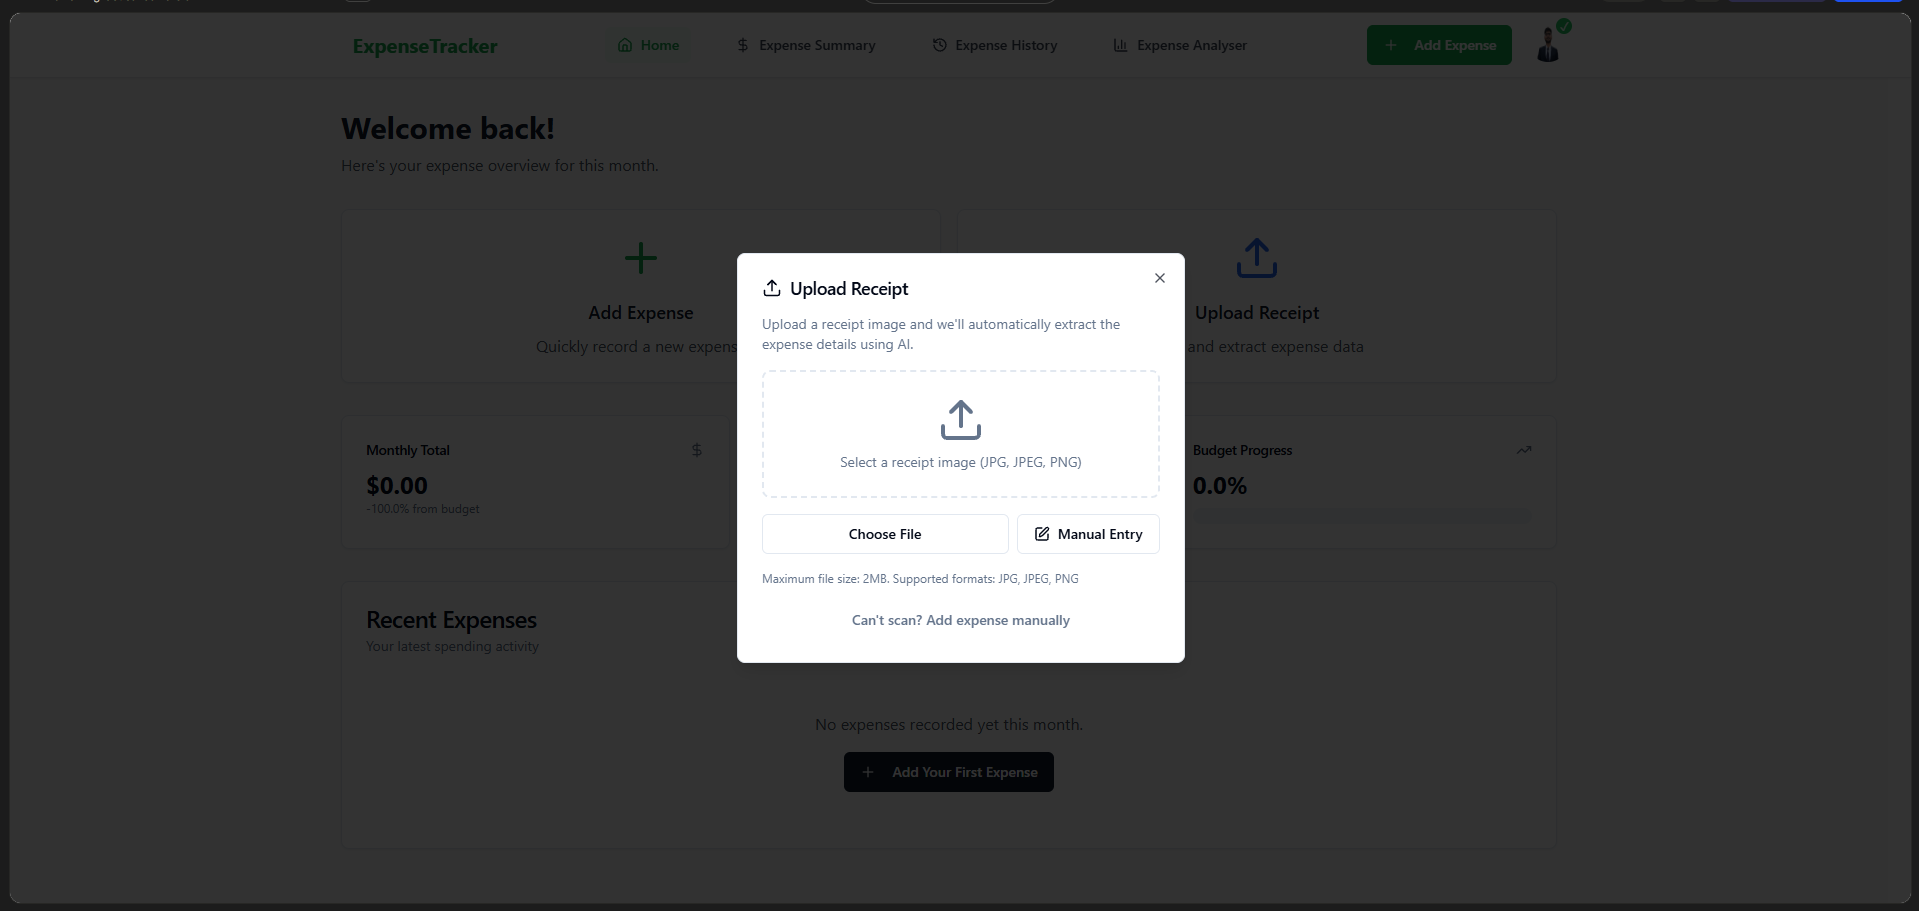 ExpenseTracker
Home
Expense Summary
Expense History
Expense Analyser
Add Expense
Welcome back!
Here's your expense overview for this month.
Add Expense
Quickly record a new expens
Upload Receipt
and extract expense data
Upload Receipt
Upload a receipt image and we'll automatically extract the
expense details using AI.
Select a receipt image (JPG, JPEG, PNG)
Choose File
Manual Entry
Maximum file size: 2MB. Supported formats: JPG, JPEG, PNG
Can't scan? Add expense manually
Monthly Total
$
$0.00
-100.0% from budget
Budget Progress
0.0%
Recent Expenses
Your latest spending activity
No expenses recorded yet this month.
Add Your First Expense